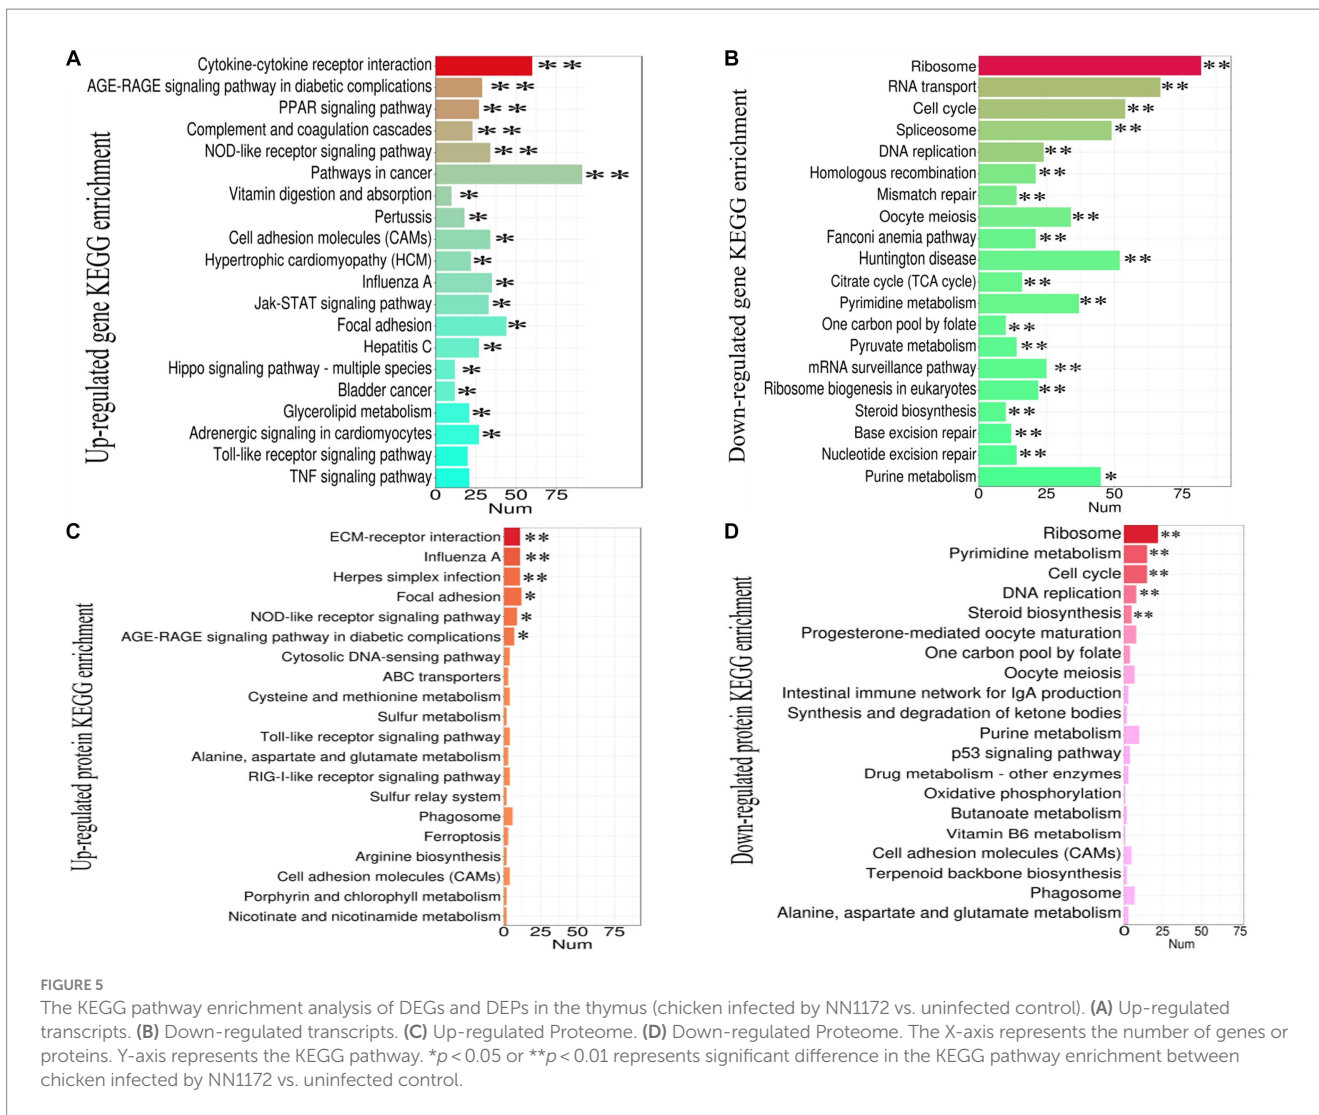 A
Up-regulated gene KEGG enrichment
Cytokine-cytokine receptor interaction **
AGE-RAGE signaling pathway in diabetic complications **
PPAR signaling pathway **
Complement and coagulation cascades **
NOD-like receptor signaling pathway **
Pathways in cancer **
Vitamin digestion and absorption *
Pertussis *
Cell adhesion molecules (CAMs) *
Hypertrophic cardiomyopathy (HCM) *
Influenza A *
Jak-STAT signaling pathway *
Focal adhesion *
Hepatitis C *
Hippo signaling pathway - multiple species *
Bladder cancer *
Glycerolipid metabolism *
Adrenergic signaling in cardiomyocytes *
Toll-like receptor signaling pathway
TNF signaling pathway
0 25 50 75
Num
B
Down-regulated gene KEGG enrichment
Ribosome **
RNA transport **
Cell cycle **
Spliceosome **
DNA replication **
Homologous recombination **
Mismatch repair **
Oocyte meiosis **
Fanconi anemia pathway **
Huntington disease **
Citrate cycle (TCA cycle) **
Pyrimidine metabolism **
One carbon pool by folate **
Pyruvate metabolism **
mRNA surveillance pathway **
Ribosome biogenesis in eukaryotes **
Steroid biosynthesis **
Base excision repair **
Nucleotide excision repair **
Purine metabolism *
0 25 50 75
Num
C
Up-regulated protein KEGG enrichment
ECM-receptor interaction **
Influenza A **
Herpes simplex infection **
Focal adhesion *
NOD-like receptor signaling pathway *
AGE-RAGE signaling pathway in diabetic complications *
Cytosolic DNA-sensing pathway
ABC transporters
Cysteine and methionine metabolism
Sulfur metabolism
Toll-like receptor signaling pathway
Alanine, aspartate and glutamate metabolism
RIG-I-like receptor signaling pathway
Sulfur relay system
Phagosome
Ferroptosis
Arginine biosynthesis
Cell adhesion molecules (CAMs)
Porphyrin and chlorophyll metabolism
Nicotinate and nicotinamide metabolism
0 25 50 75
Num
D
Down-regulated protein KEGG enrichment
Ribosome **
Pyrimidine metabolism **
Cell cycle **
DNA replication **
Steroid biosynthesis **
Progesterone-mediated oocyte maturation
One carbon pool by folate
Oocyte meiosis
Intestinal immune network for IgA production
Synthesis and degradation of ketone bodies
Purine metabolism
p53 signaling pathway
Drug metabolism - other enzymes
Oxidative phosphorylation
Butanoate metabolism
Vitamin B6 metabolism
Cell adhesion molecules (CAMs)
Terpenoid backbone biosynthesis
Phagosome
Alanine, aspartate and glutamate metabolism
0 25 50 75
Num
FIGURE 5
The KEGG pathway enrichment analysis of DEGs and DEPs in the thymus (chicken infected by NN1172 vs. uninfected control). (A) Up-regulated
transcripts. (B) Down-regulated transcripts. (C) Up-regulated Proteome. (D) Down-regulated Proteome. The X-axis represents the number of genes or
proteins. Y-axis represents the KEGG pathway. *p < 0.05 or **p < 0.01 represents significant difference in the KEGG pathway enrichment between
chicken infected by NN1172 vs. uninfected control.